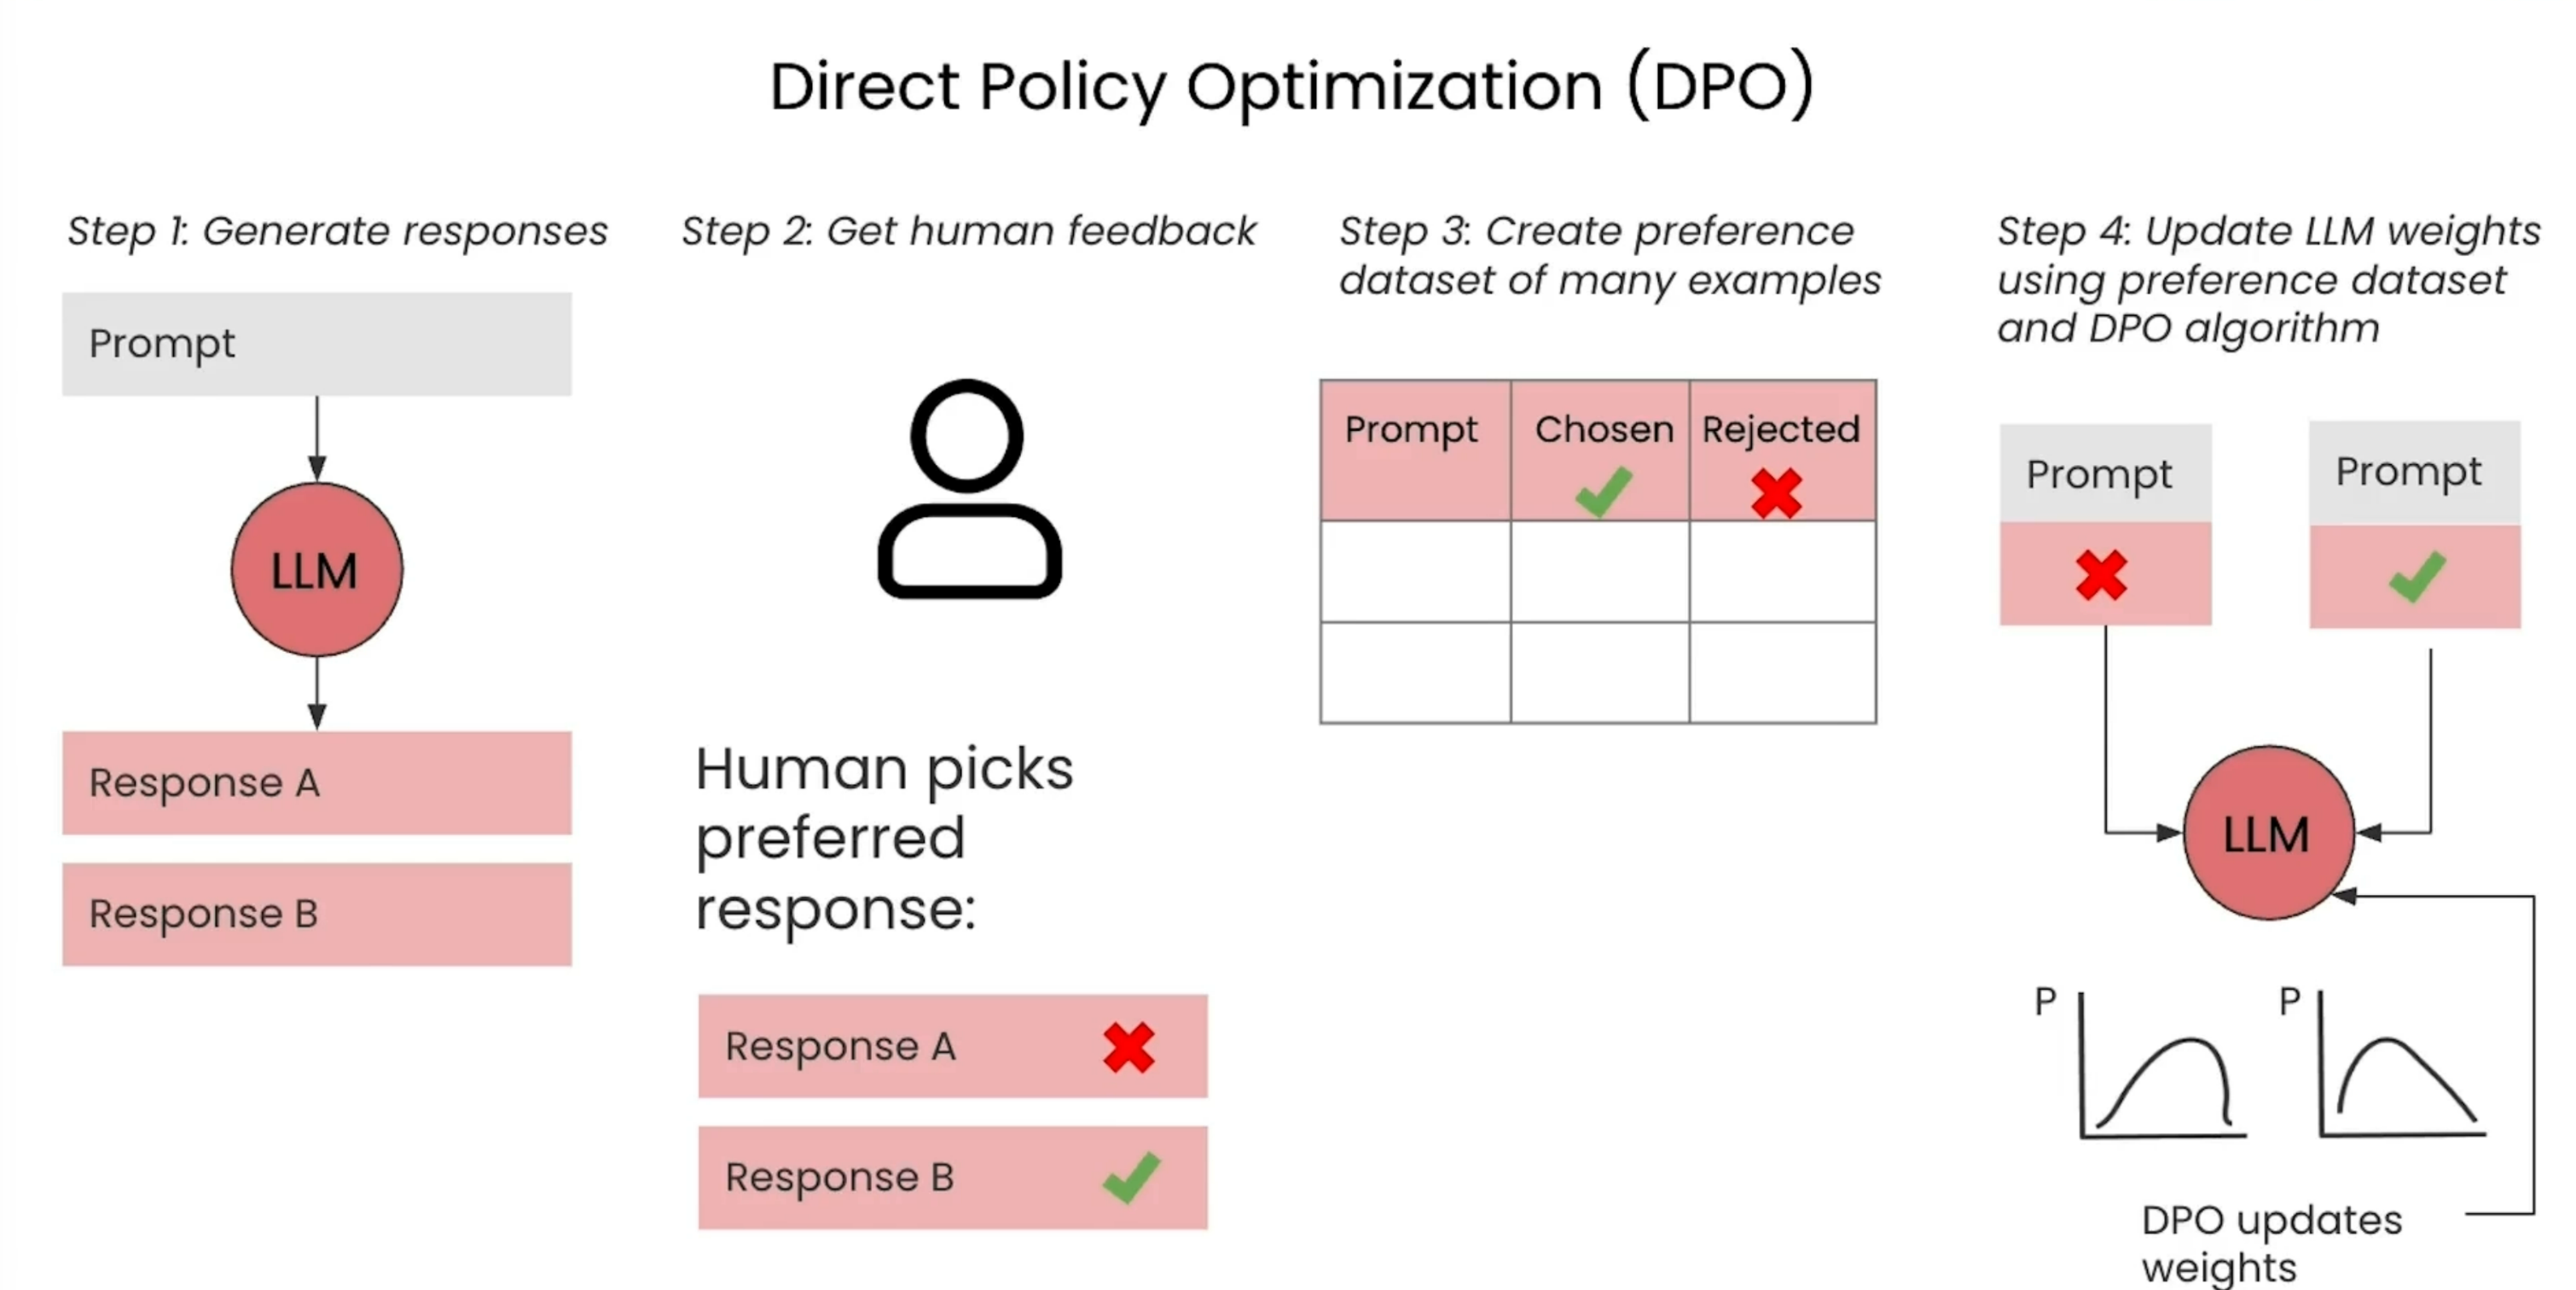 Direct Policy Optimization (DPO)
Step 1: Generate responses
Prompt
LLM
Response A
Response B
Step 2: Get human feedback
Human picks
preferred
response:
Response A
Response B
Step 3: Create preference
dataset of many examples
Prompt
Chosen
Rejected
Step 4: Update LLM weights
using preference dataset
and DPO algorithm
Prompt
Prompt
LLM
P
P
DPO updates
weights